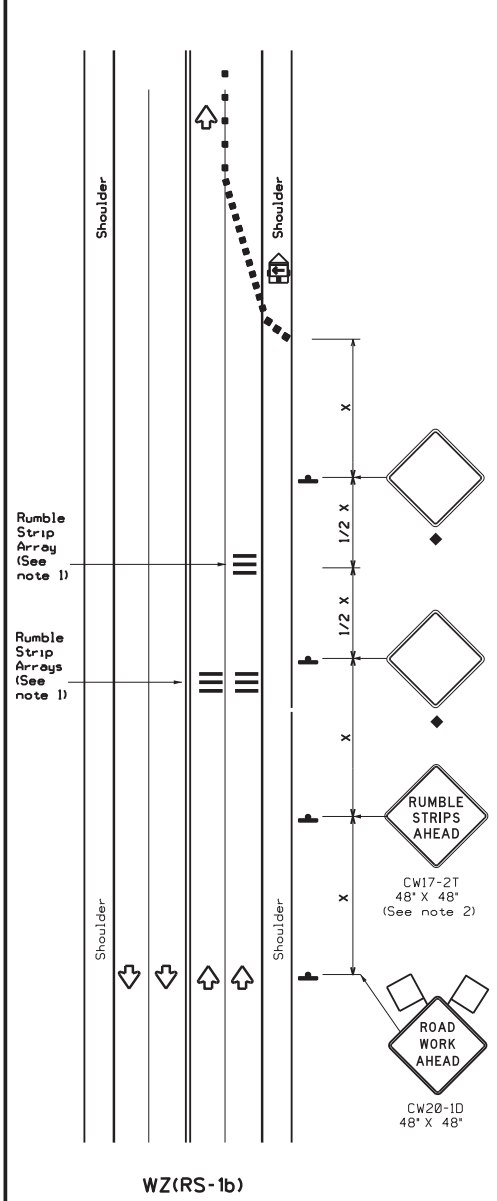 Shoulder
Shoulder
X
1/2 X
Rumble
Strip
Array
(See
note 1)
1/2 X
Rumble
Strip
Arrays
(See
note 1)
X
RUMBLE
STRIPS
AHEAD
CW17-2T
48" X 48"
(See note 2)
X
Shoulder
Shoulder
ROAD
WORK
AHEAD
CW20-1D
48" X 48"
WZ(RS-1b)